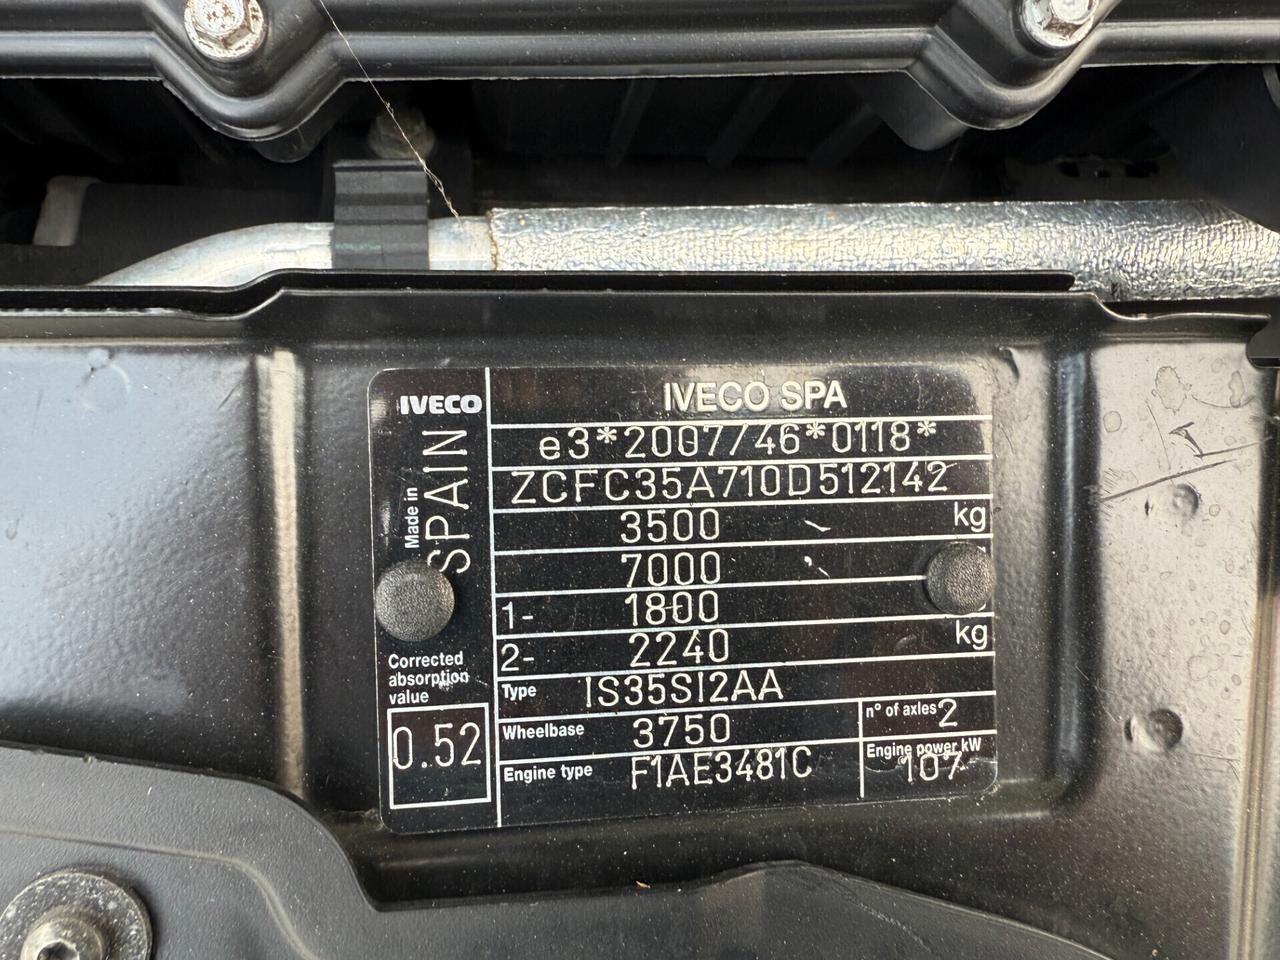 IVECO
IVECO SPA
Made in
SPAIN
e3*2007/46*0118*
ZCFC35A710D512142
3500 kg
7000
1- 1800
2- 2240 kg
Type IS35SI2AA
Wheelbase 3750
n° of axles 2
Engine type F1AE3481C
Engine power kW
107
Corrected
absorption
value
0.52